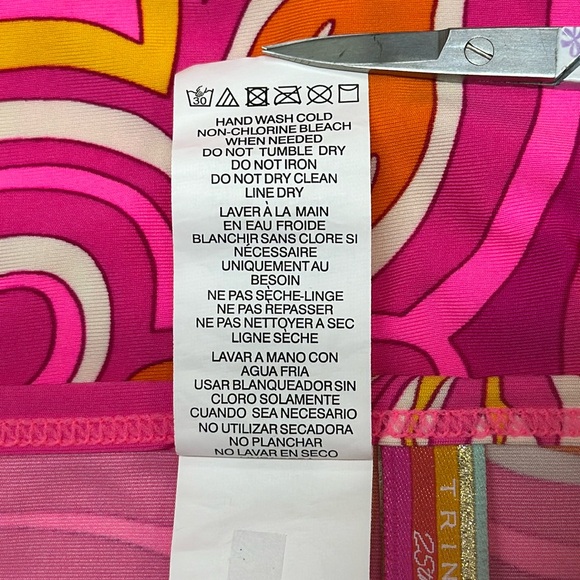 30
HAND WASH COLD
NON-CHLORINE BLEACH
WHEN NEEDED
DO NOT TUMBLE DRY
DO NOT IRON
DO NOT DRY CLEAN
LINE DRY
LAVER À LA MAIN
EN EAU FROIDE
BLANCHIR SANS CLORE SI
NÉCESSAIRE
UNIQUEMENT AU
BESOIN
NE PAS SÈCHE-LINGE
NE PAS REPASSER
NE PAS NETTOYER A SEC
LIGNE SÈCHE
LAVAR A MANO CON
AGUA FRIA
USAR BLANQUEADOR SIN
CLORO SOLAMENTE
CUANDO SEA NECESARIO
NO UTILIZAR SECADORA
NO PLANCHAR
NO LAVAR EN SECO
TRIN